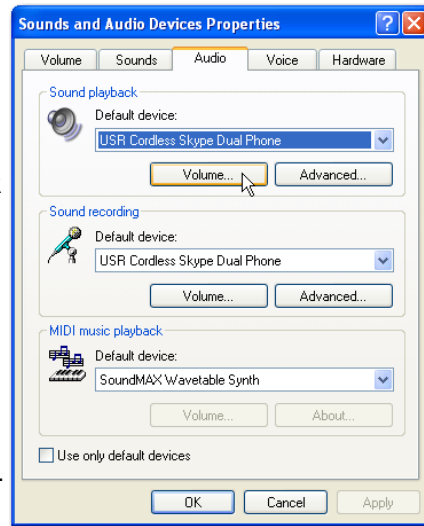 Sounds and Audio Devices Properties
Volume Sounds Audio Voice Hardware
Sound playback
Default device:
USR Cordless Skype Dual Phone
Volume... Advanced...
Sound recording
Default device:
USR Cordless Skype Dual Phone
Volume... Advanced...
MIDI music playback
Default device:
SoundMAX Wavetable Synth
Volume... About...
Use only default devices
OK Cancel Apply